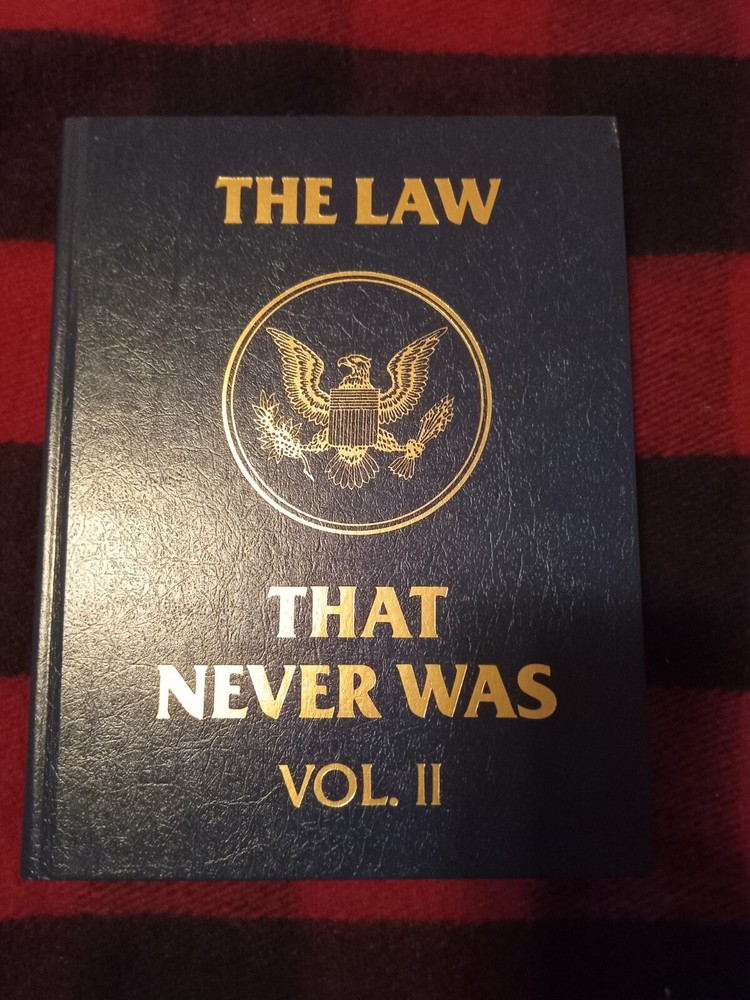 THE LAW
THAT
NEVER WAS
VOL. II